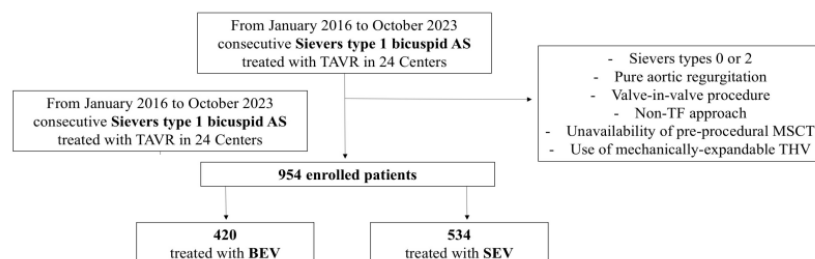 From January 2016 to October 2023
consecutive Sievers type 1 bicuspid AS
treated with TAVR in 24 Centers
- Sievers types 0 or 2
- Pure aortic regurgitation
- Valve-in-valve procedure
- Non-TF approach
- Unavailability of pre-procedural MSCT
- Use of mechanically-expandable THV
From January 2016 to October 2023
consecutive Sievers type 1 bicuspid AS
treated with TAVR in 24 Centers
954 enrolled patients
420
treated with BEV
534
treated with SEV